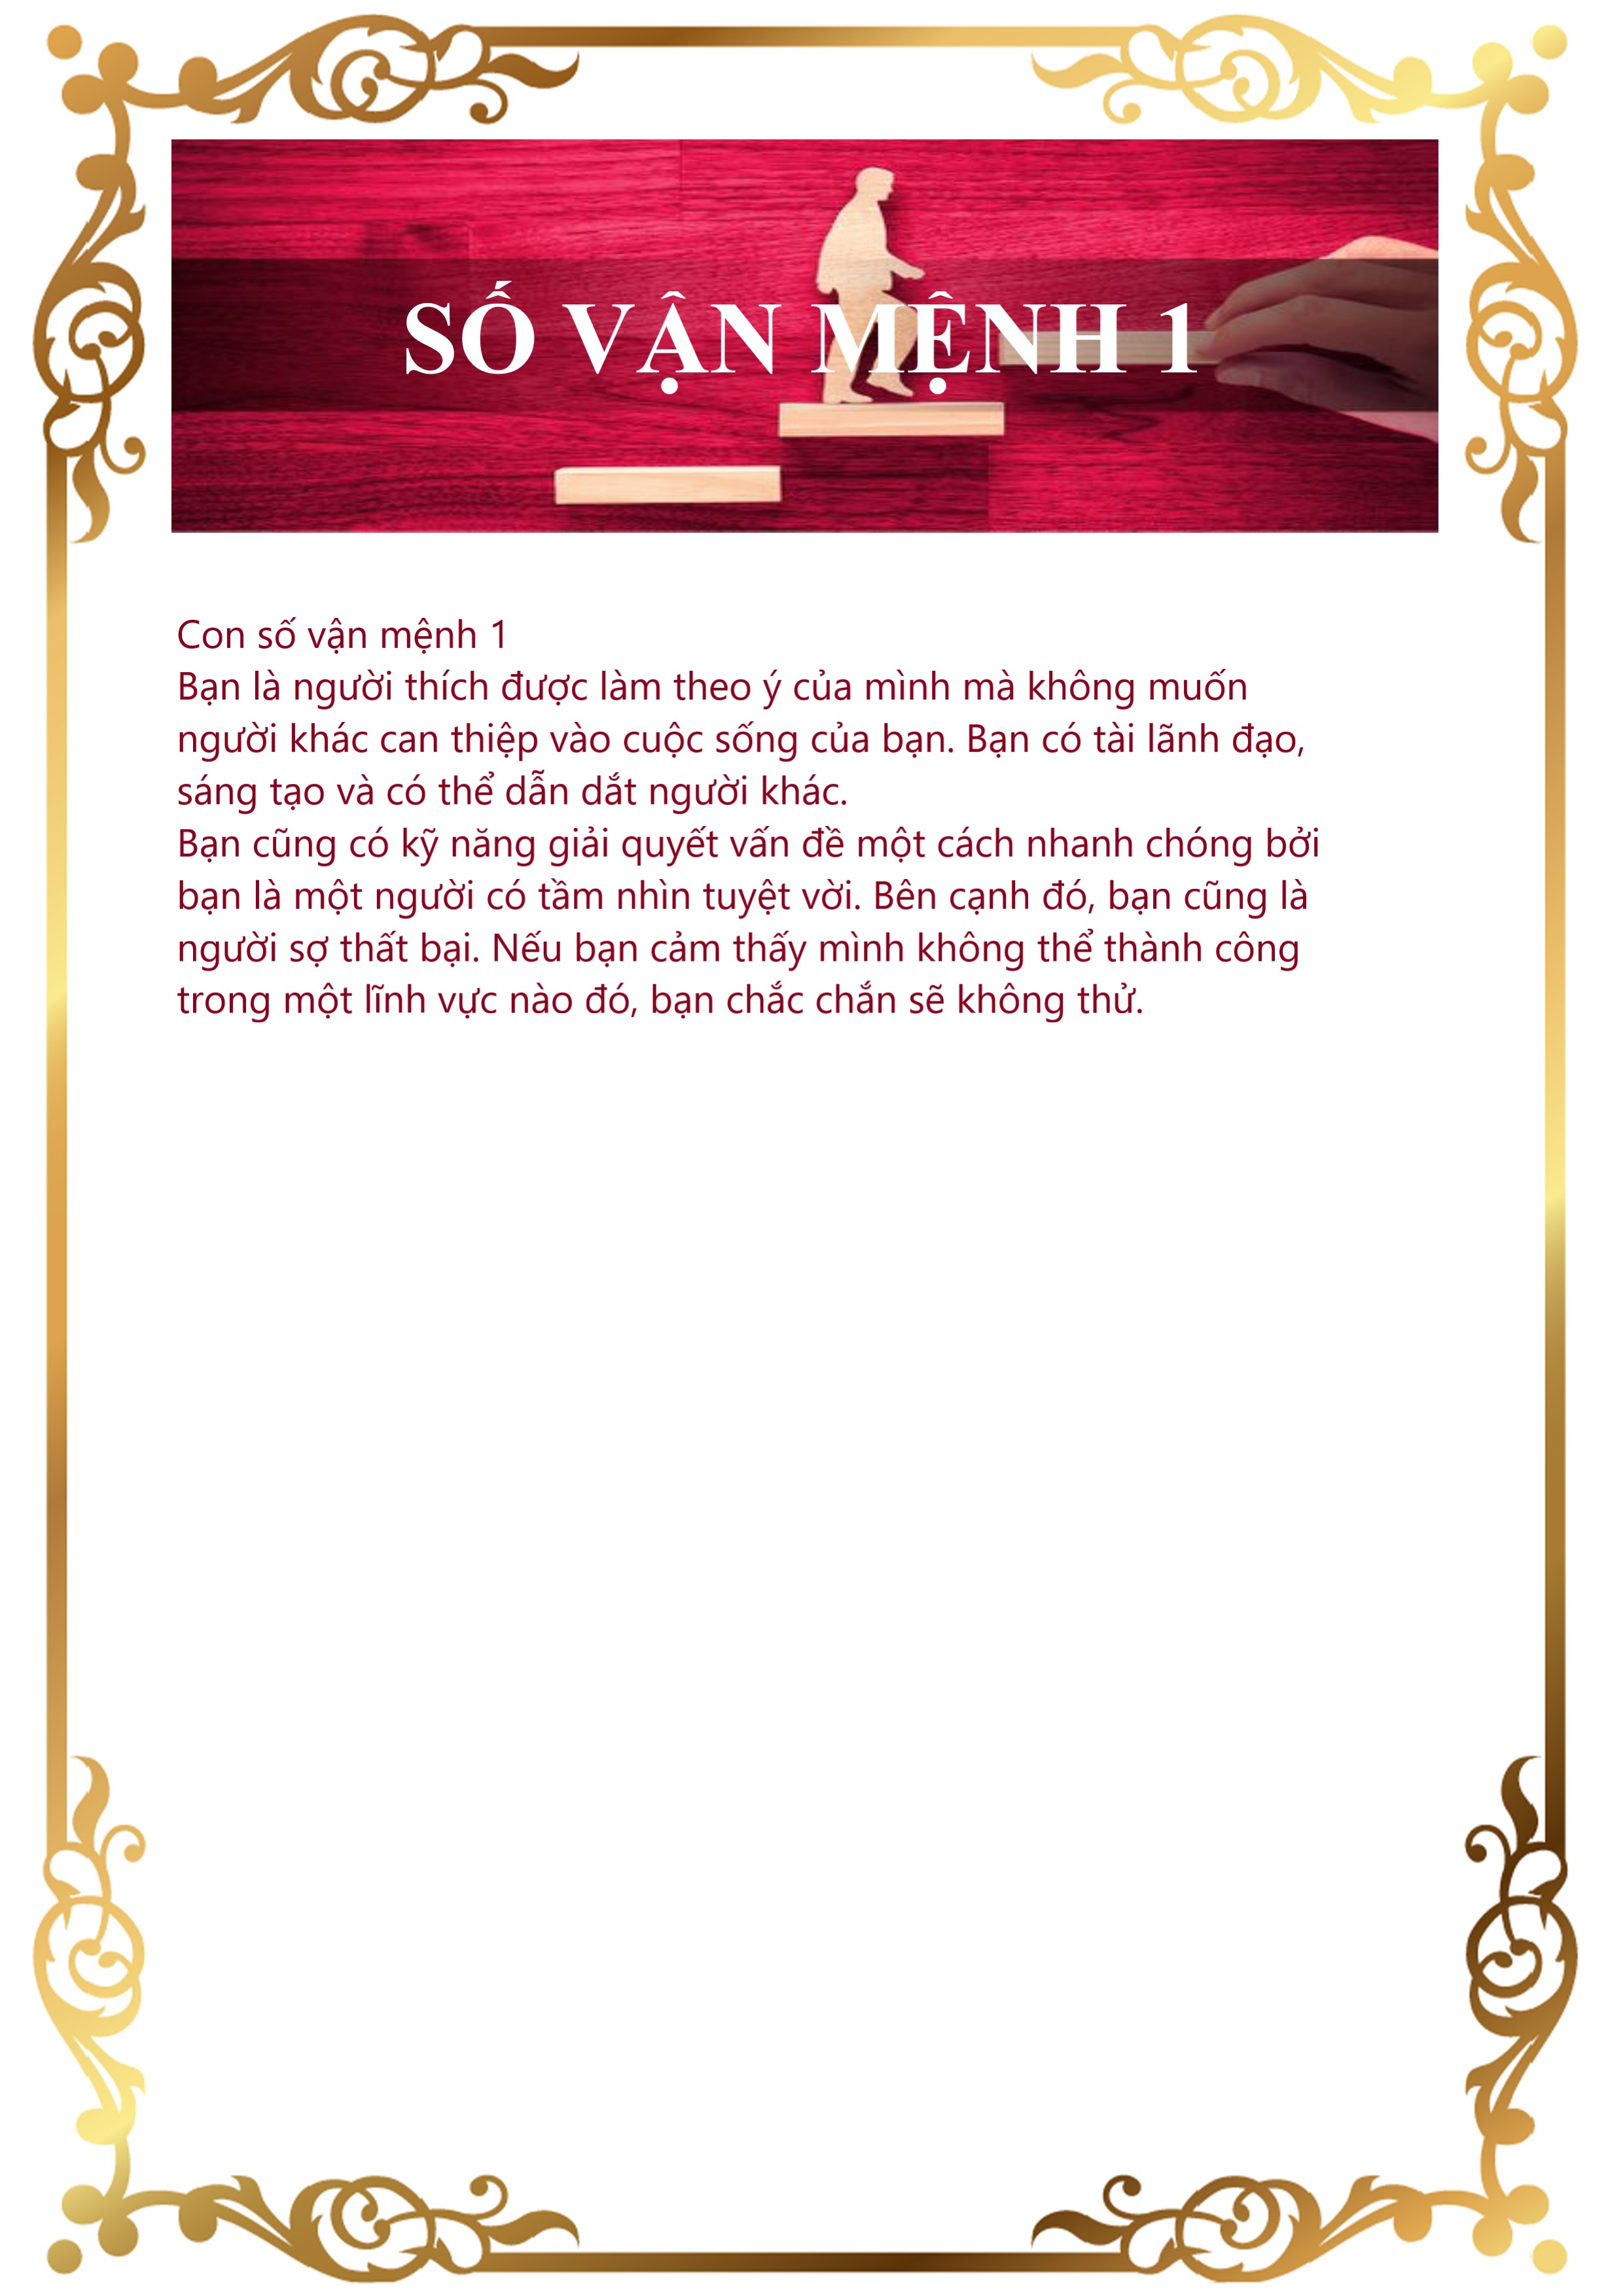 SỐ VẬN MỆNH 1
Con số vận mệnh 1
Bạn là người thích được làm theo ý của mình mà không muốn
người khác can thiệp vào cuộc sống của bạn. Bạn có tài lãnh đạo,
sáng tạo và có thể dẫn dắt người khác.
Bạn cũng có kỹ năng giải quyết vấn đề một cách nhanh chóng bởi
bạn là một người có tầm nhìn tuyệt vời. Bên cạnh đó, bạn cũng là
người sợ thất bại. Nếu bạn cảm thấy mình không thể thành công
trong một lĩnh vực nào đó, bạn chắc chắn sẽ không thử.